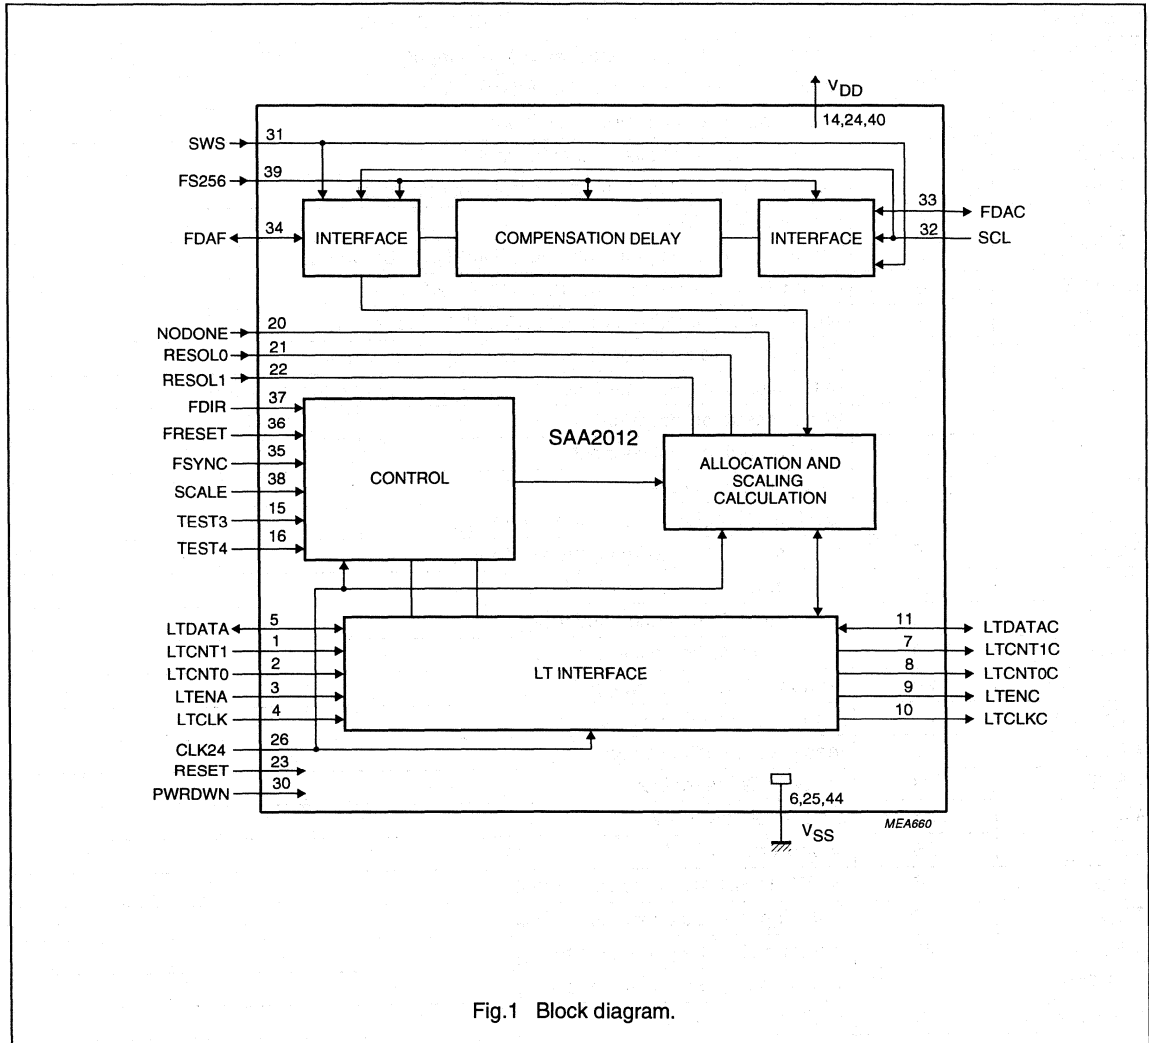 VDD
14,24,40
SWS 31
FS256 39
33 FDAC
FDAF 34 INTERFACE COMPENSATION DELAY INTERFACE 32 SCL
NODONE 20
RESOL0 21
RESOL1 22
FDIR 37
FRESET 36
SAA2012
FSYNC 35
CONTROL
ALLOCATION AND
SCALING
CALCULATION
SCALE 38
TEST3 15
TEST4 16
LTDATA 5 11 LTDATAC
LTCNT1 1 7 LTCNT1C
LTCNT0 2 LT INTERFACE 8 LTCNT0C
LTENA 3 9 LTENC
LTCLK 4 10 LTCLKC
CLK24 26
RESET 23
PWRDWN 30
6,25,44
VSS
MEA660
Fig.1 Block diagram.